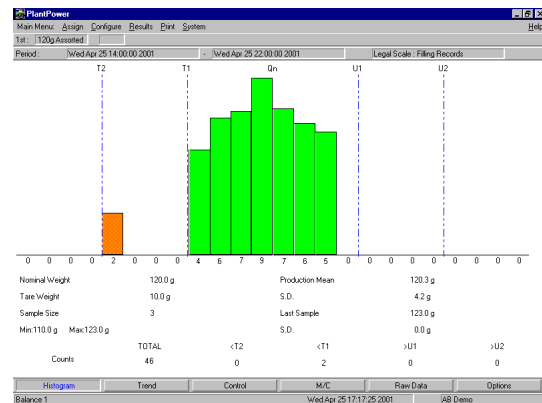 PlantPower
Main Menu: Assign Configure Results Print System Help
1st : 120g Assorted
Period : Wed Apr 25 14:00:00 2001 - Wed Apr 25 22:00:00 2001 Legal Scale : Filling Records
T2 T1 Qn U1 U2
0 0 0 0 2 0 0 0 4 6 7 9 7 6 5 0 0 0 0 0 0 0 0 0
Nominal Weight 120.0 g Production Mean 120.3 g
Tare Weight 10.0 g S.D. 4.2 g
Sample Size 3 Last Sample 123.0 g
Min:110.0 g Max:123.0 g S.D. 0.0 g
TOTAL <T2 <T1 >U1 >U2
Counts 46 0 2 0 0
Histogram Trend Control M/C Raw Data Options
Balance 1 Wed Apr 25 17:17:25 2001 AB Demo